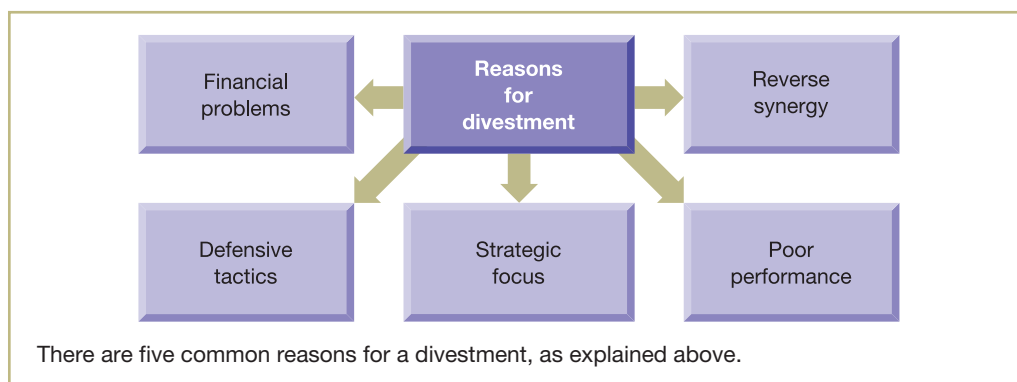 Financial
problems
Reasons
for
divestment
Reverse
synergy
Defensive
tactics
Strategic
focus
Poor
performance
There are five common reasons for a divestment, as explained above.